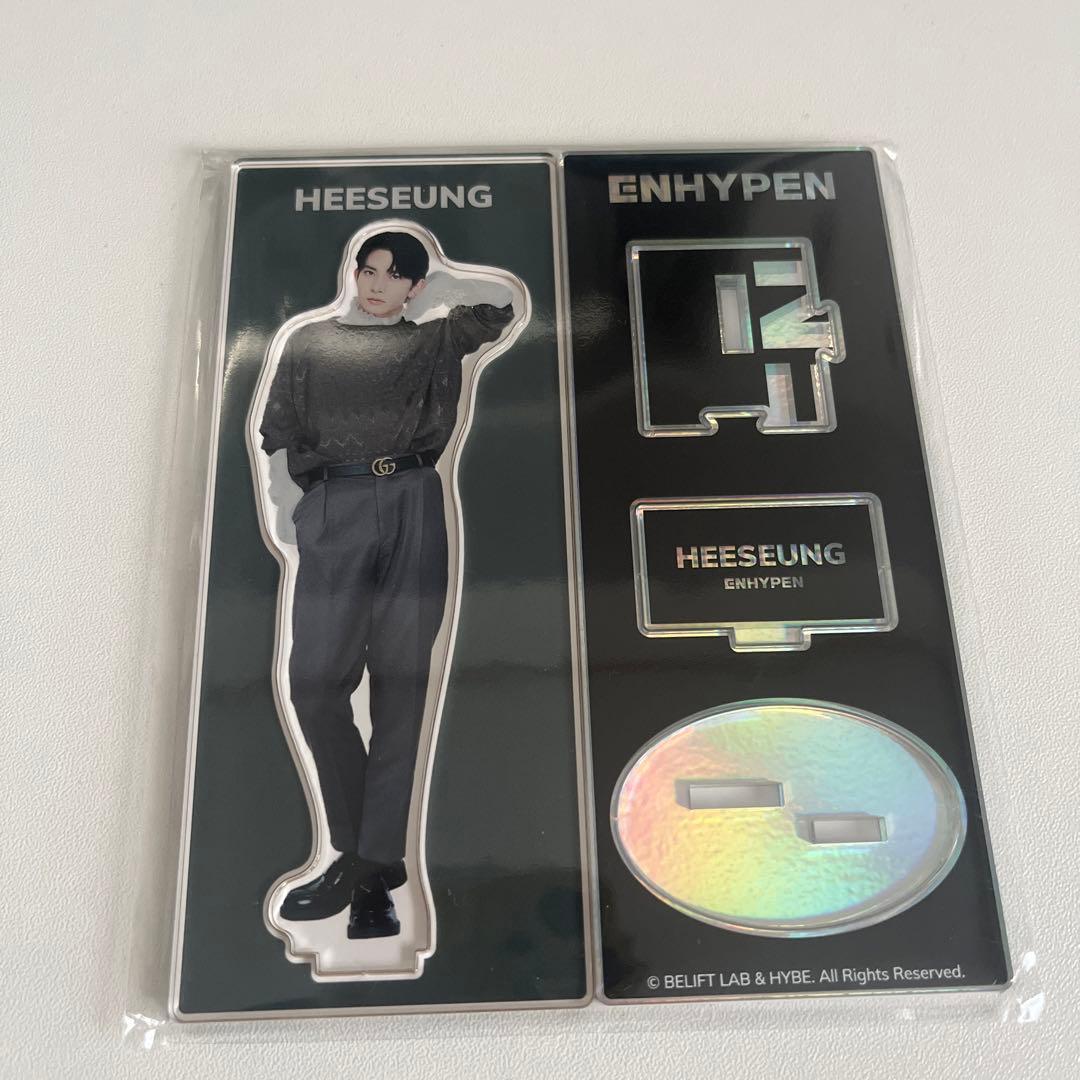 HEESEUNG
ENHYPEN
HEESEUNG
ENHYPEN
© BELIFT LAB & HYBE. All Rights Reserved.